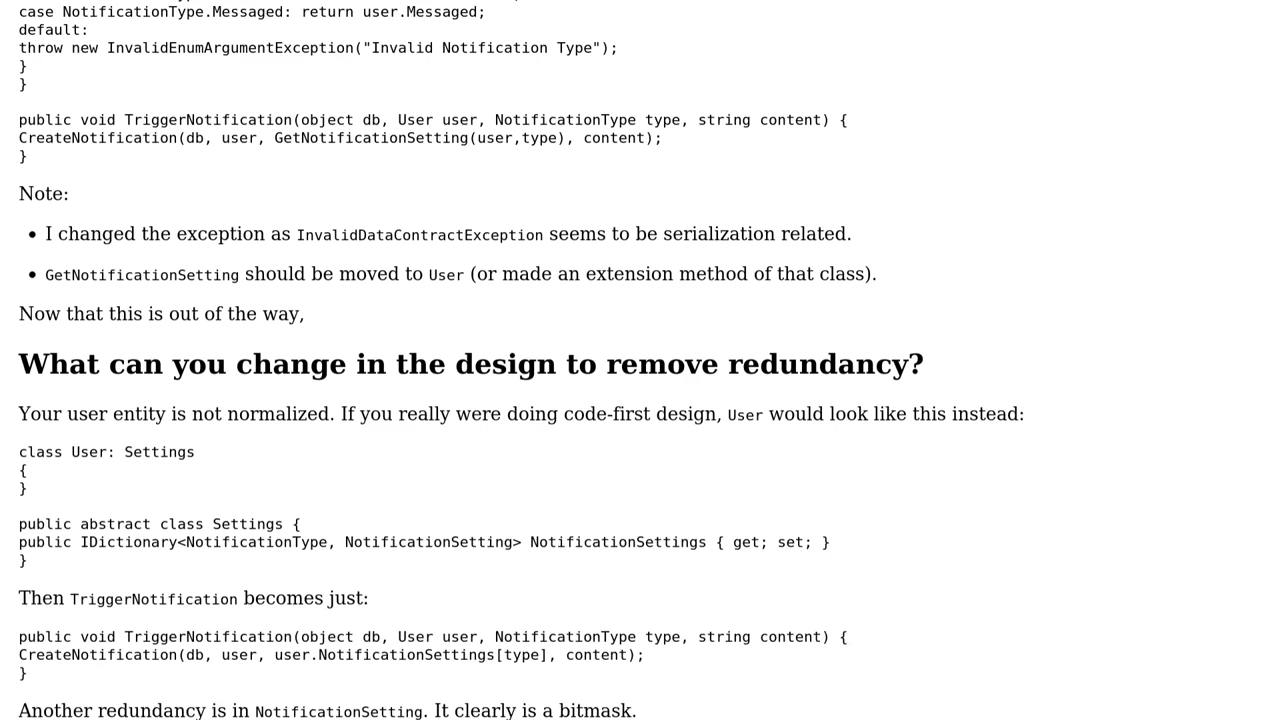 case NotificationType.Messaged: return user.Messaged;
default:
throw new InvalidEnumArgumentException("Invalid Notification Type");
}
}
public void TriggerNotification(object db, User user, NotificationType type, string content) {
CreateNotification(db, user, GetNotificationSetting(user,type), content);
}
Note:
• I changed the exception as InvalidDataContractException seems to be serialization related.
• GetNotificationSetting should be moved to User (or made an extension method of that class).
Now that this is out of the way,
What can you change in the design to remove redundancy?
Your user entity is not normalized. If you really were doing code-first design, User would look like this instead:
class User: Settings
{
}
public abstract class Settings {
public IDictionary<NotificationType, NotificationSetting> NotificationSettings { get; set; }
}
Then TriggerNotification becomes just:
public void TriggerNotification(object db, User user, NotificationType type, string content) {
CreateNotification(db, user, user.NotificationSettings[type], content);
}
Another redundancy is in NotificationSetting. It clearly is a bitmask.